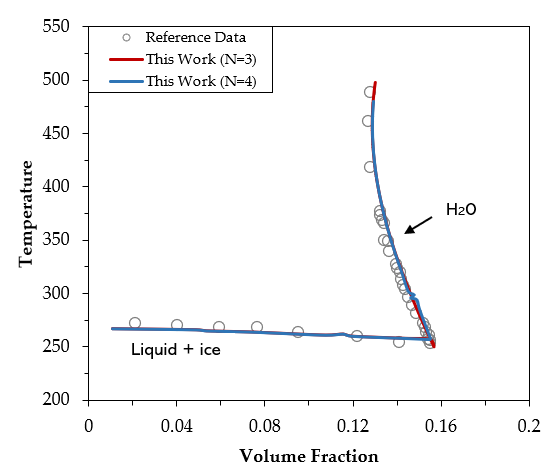 550
500
450
400
350
300
250
200
Temperature
Reference Data
This Work (N=3)
This Work (N=4)
H2O
Liquid + ice
0
0.04
0.08
0.12
0.16
0.2
Volume Fraction